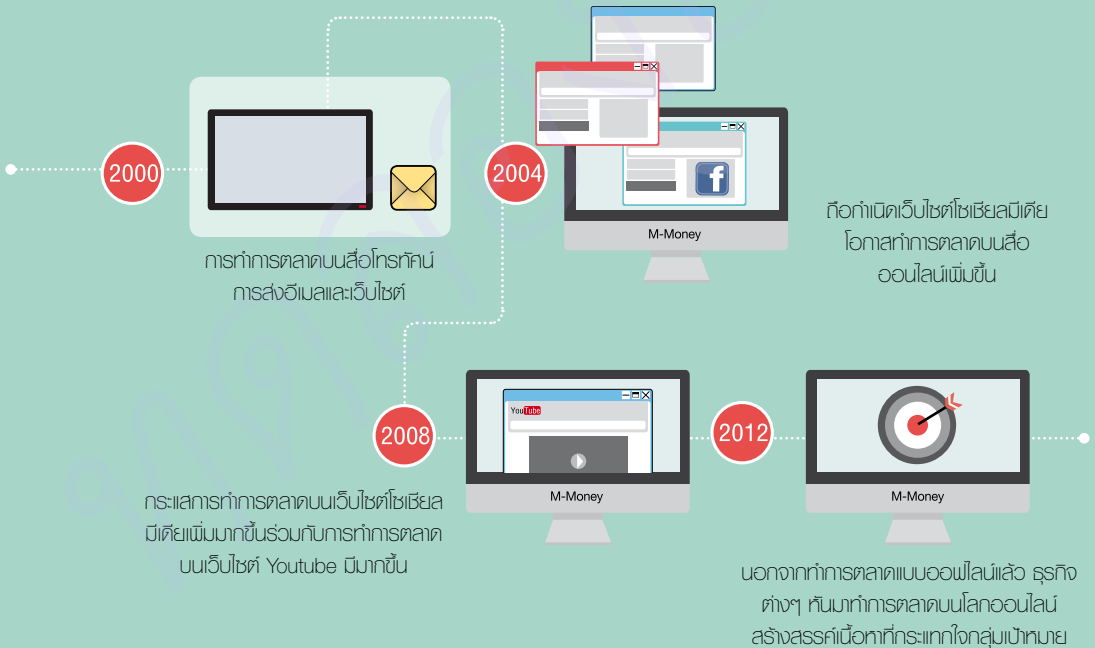 2000
การทำการตลาดบนสื่อโทรทัศน์
การส่งอีเมลและเว็บไซต์
2004
f
M-Money
ถือกำเนิดเว็บไซต์โซเชียลมีเดีย
โอกาสทำการตลาดบนสื่อ
ออนไลน์เพิ่มขึ้น
2008
YouTube
M-Money
กระแสการทำการตลาดบนเว็บไซต์โซเชียล
มีเดียเพิ่มมากขึ้นร่วมกับการทำการตลาด
บนเว็บไซต์ Youtube มีมากขึ้น
2012
M-Money
นอกจากทำการตลาดแบบออฟไลน์แล้ว ธุรกิจ
ต่างๆ หันมาทำการตลาดบนโลกออนไลน์
สร้างสรรค์เนื้อหาที่กระแทกใจกลุ่มเป้าหมาย